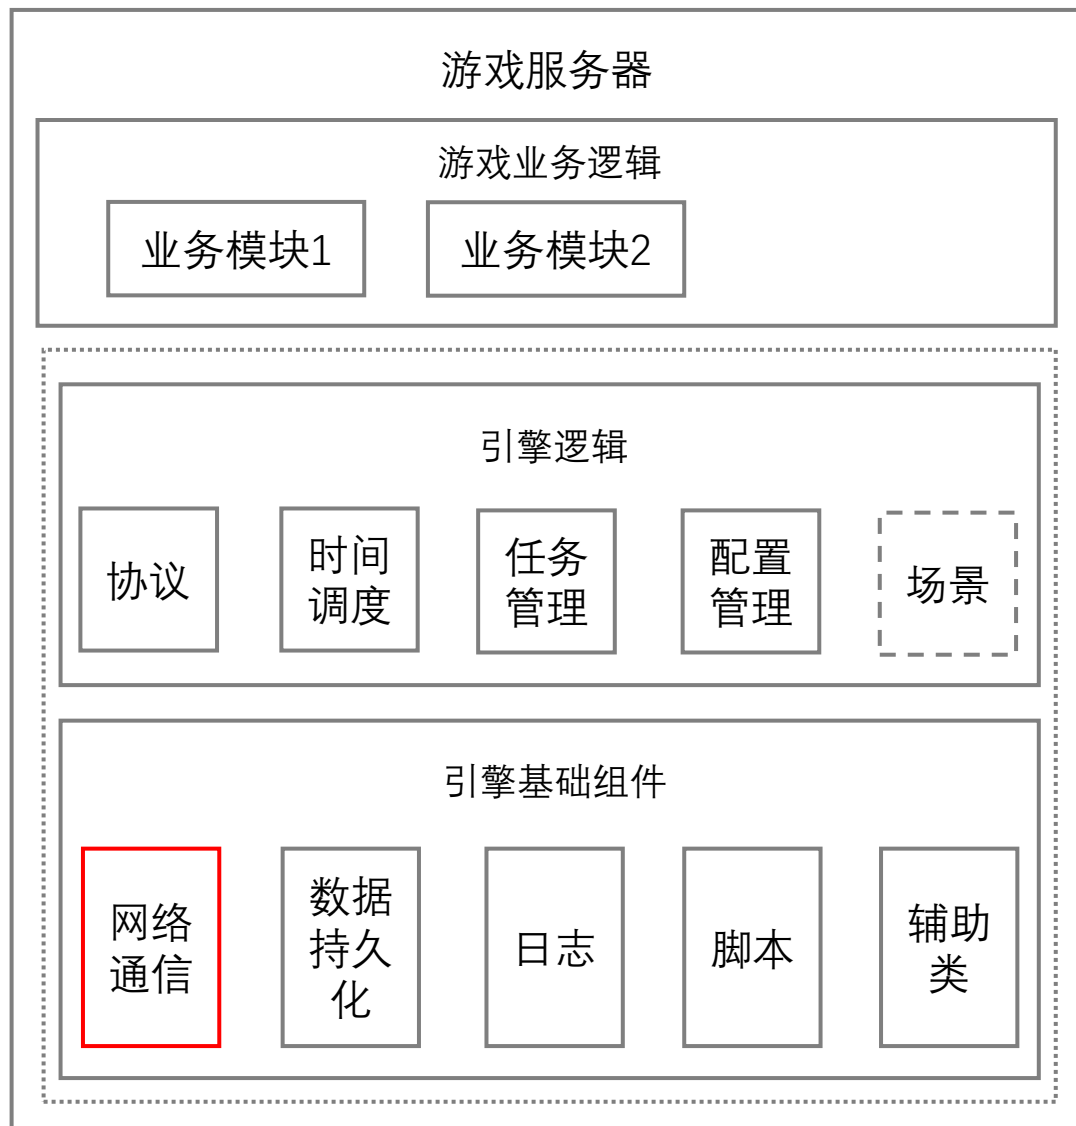 游戏服务器
游戏业务逻辑
业务模块1
业务模块2
引擎逻辑
协议
时间
调度
任务
管理
配置
管理
场景
引擎基础组件
网络
通信
数据
持久
化
日志
脚本
辅助
类